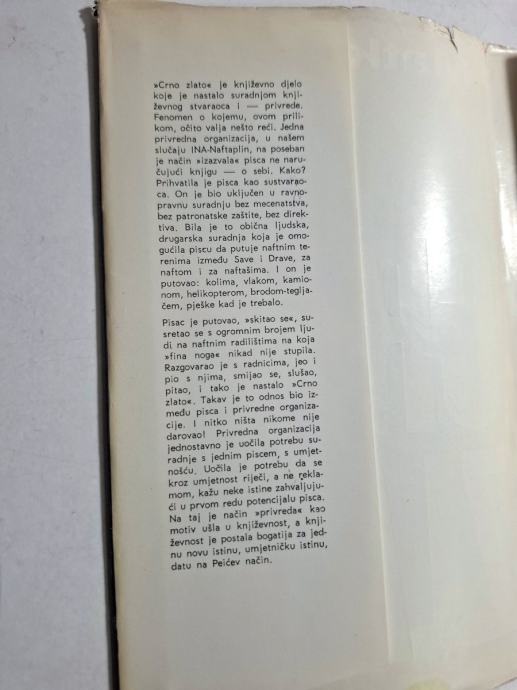 »Crno zlato« je književno djelo
koje je nastalo suradnjom knji-
ževnog stvaraoca i — privrede.
Fenomen o kojemu, ovom prili-
kom, očito valja nešto reći. Jedna
privredna organizacija, u našem
slučaju INA-Naftaplin, na poseban
je način »izazvala« pisca ne naru-
čujući knjigu — o sebi. Kako?
Prihvatila je pisca kao sustvarao-
ca. On je bio uključen u ravno-
pravnu suradnju bez mecenatstva,
bez patronatske zaštite, bez direk-
tiva. Bila je to obična ljudska,
drugarska suradnja koja je omo-
gućila piscu da putuje naftnim te-
renima između Save i Drave, za
naftom i za naftašima. I on je
putovao: kolima, vlakom, kamio-
nom, helikopterom, brodom-teglja-
čem, pješke kad je trebalo.
Pisac je putovao, »skitao se«, su-
sretao se s ogromnim brojem lju-
di na naftnim radilištima na koja
»fina noga« nikad nije stupila.
Razgovarao je s radnicima, jeo i
pio s njima, smijao se, slušao,
pitao, i tako je nastalo »Crno
zlato«. Takav je to odnos bio iz-
među pisca i privredne organiza-
cije. I nitko ništa nikome nije
darovao! Privredna organizacija
jednostavno je uočila potrebu su-
radnje s jednim piscem, s umjet-
nošću. Uočila je potrebu da se
kroz umjetnost riječi, a ne rekla-
mom, kažu neke istine zahvaljuju-
ći u prvom redu potencijalu pisca.
Na taj je način »privreda« kao
motiv ušla u književnost, a knji-
ževnost je postala bogatija za jed-
nu novu istinu, umjetničku istinu,
datu na Peićev način.